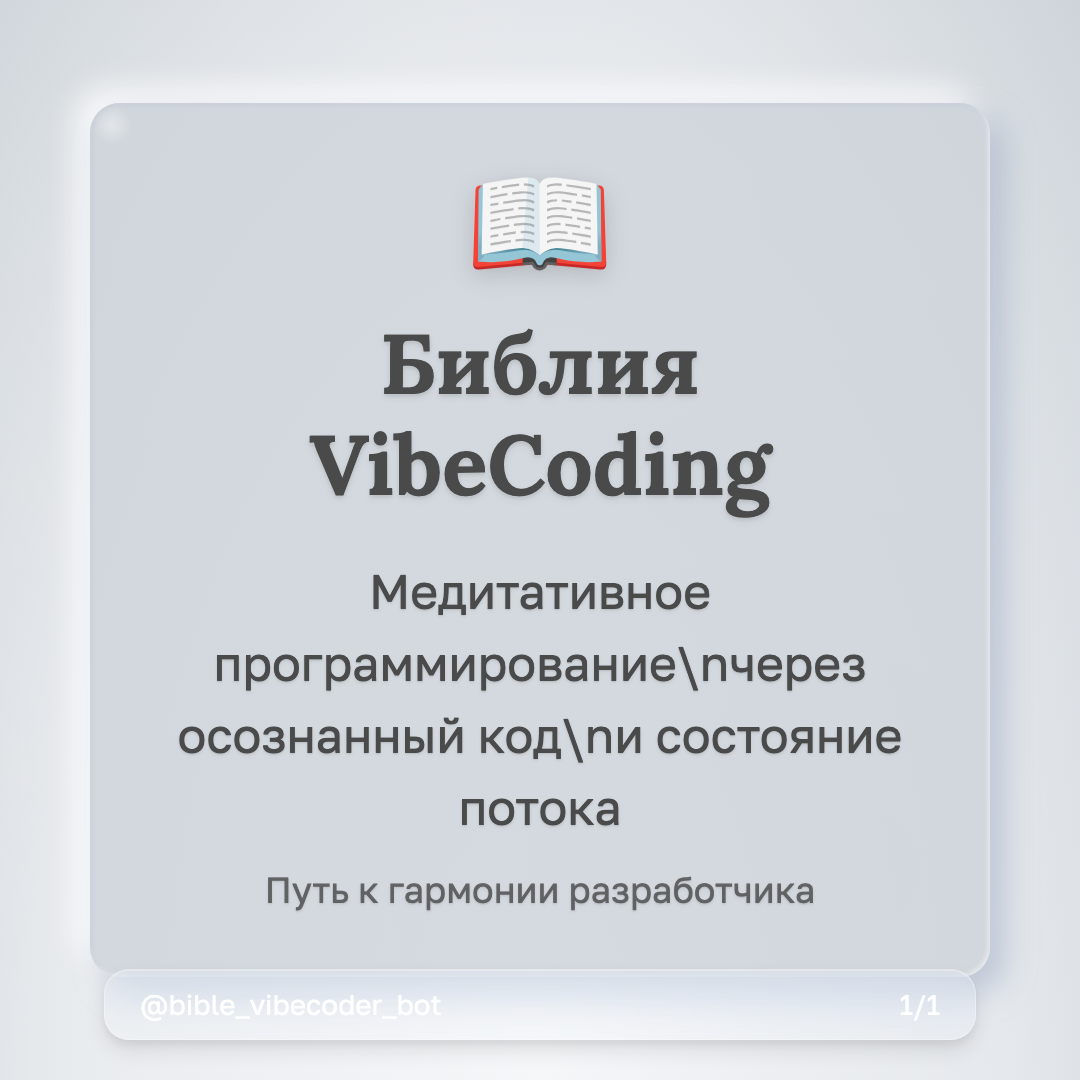 Библия
VibeCoding
Медитативное
программирование\nчерез
осознанный код\nи состояние
потока
Путь к гармонии разработчика
@bible_vibecoder_bot
1/1